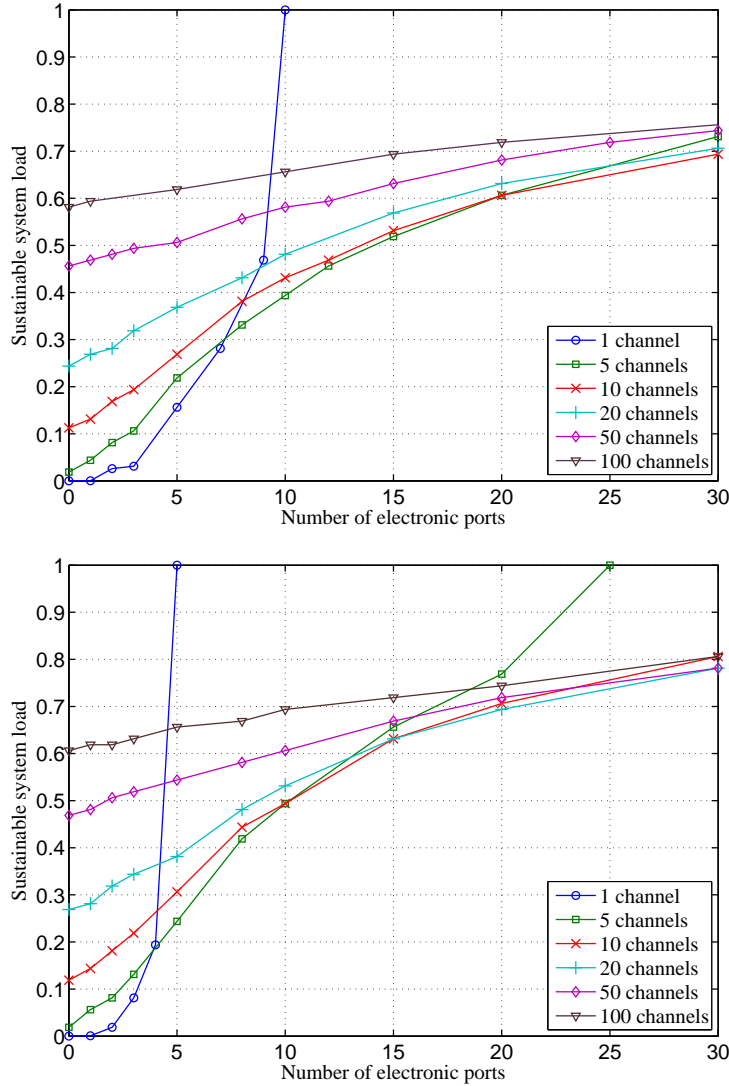 1
0.9
0.8
0.7
0.6
0.5
0.4
0.3
0.2
0.1
0
Sustainable system load
1 channel
5 channels
10 channels
20 channels
50 channels
100 channels
0 5 10 15 20 25 30
Number of electronic ports
1
0.9
0.8
0.7
0.6
0.5
0.4
0.3
0.2
0.1
0
Sustainable system load
1 channel
5 channels
10 channels
20 channels
50 channels
100 channels
0 5 10 15 20 25 30
Number of electronic ports